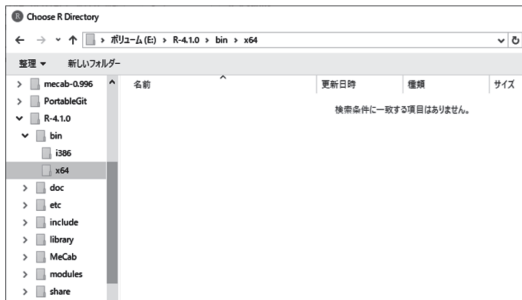 R Choose R Directory
ボリューム (E:) > R-4.1.0 > bin > x64
整理 新しいフォルダー
mecab-0.996
PortableGit
R-4.1.0
bin
i386
x64
doc
etc
include
library
MeCab
modules
share
名前 更新日時 種類 サイズ
検索条件に一致する項目はありません。